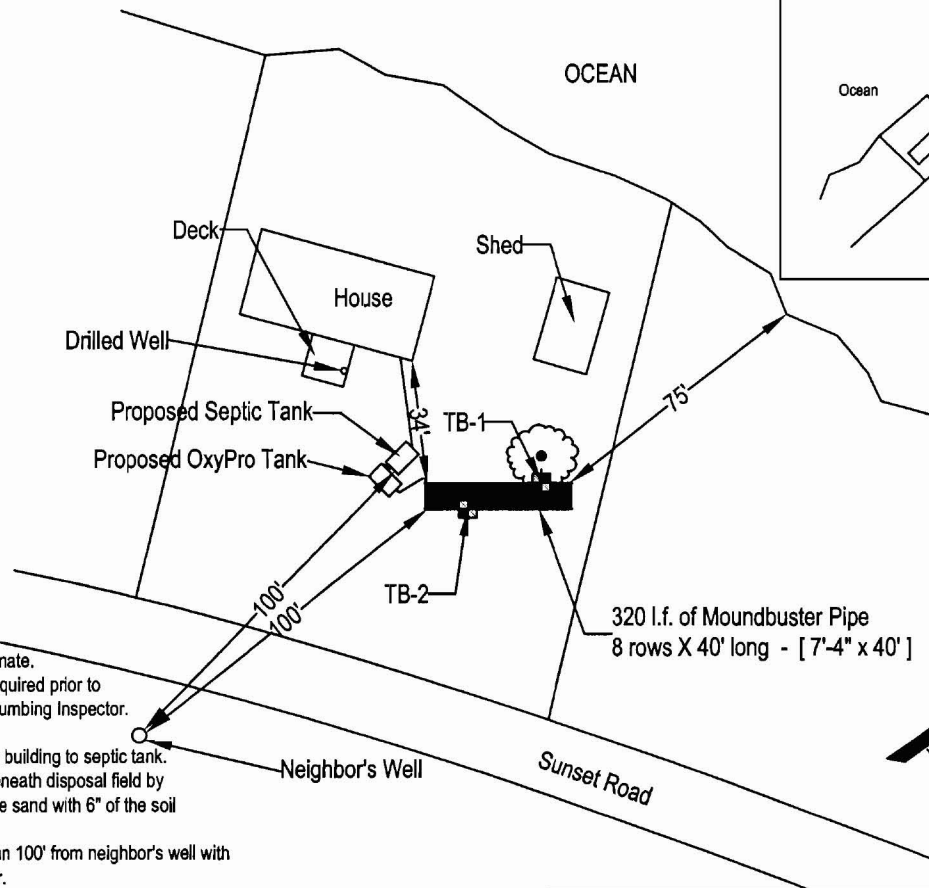 OCEAN
Ocean
Deck
Shed
House
Drilled Well
Proposed Septic Tank
34'
TB-1
75'
Proposed OxyPro Tank
100'
100'
TB-2
320 l.f. of Moundbuster Pipe
8 rows X 40' long - [ 7'-4" x 40' ]
mate.
quired prior to
umbing Inspector.
building to septic tank.
neath disposal field by
e sand with 6" of the soil
an 100' from neighbor's well with
r.
Neighbor's Well
Sunset Road